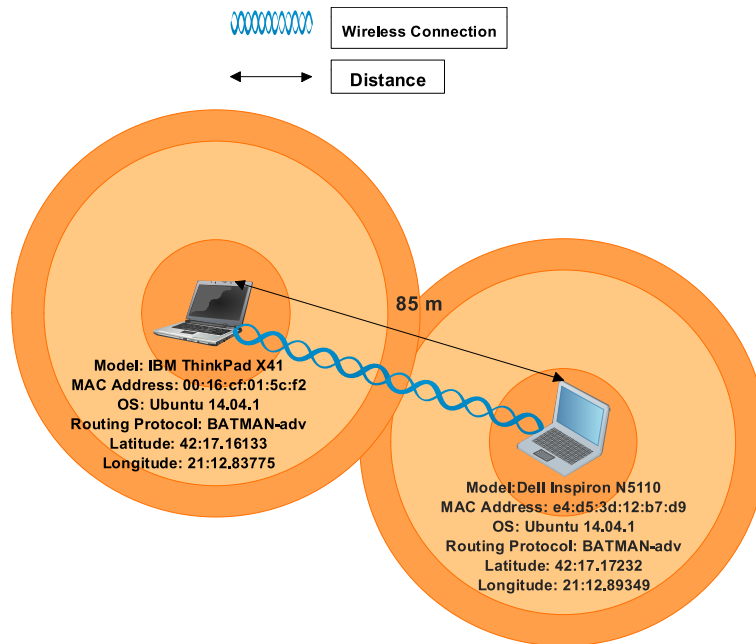 Wireless Connection
Distance
85 m
Model: IBM ThinkPad X41
MAC Address: 00:16:cf:01:5c:f2
OS: Ubuntu 14.04.1
Routing Protocol: BATMAN-adv
Latitude: 42:17.16133
Longitude: 21:12.83775
Model:Dell Inspiron N5110
MAC Address: e4:d5:3d:12:b7:d9
OS: Ubuntu 14.04.1
Routing Protocol: BATMAN-adv
Latitude: 42:17.17232
Longitude: 21:12.89349